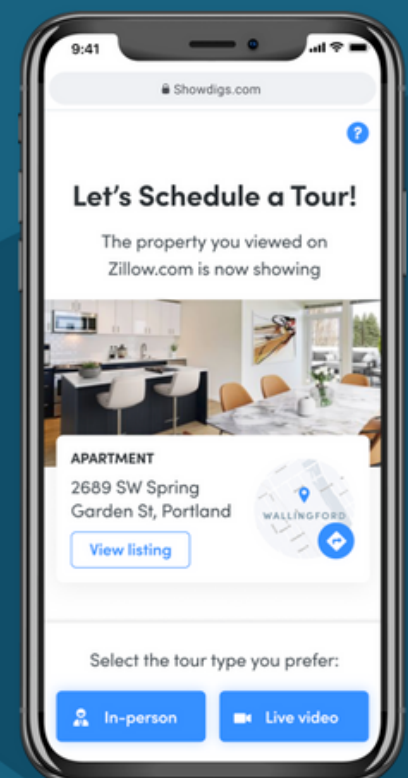 9:41
Showdigs.com
?
Let's Schedule a Tour!
The property you viewed on
Zillow.com is now showing
APARTMENT
2689 SW Spring
Garden St, Portland
WALLINGFORD
View listing
Select the tour type you prefer:
In-person
Live video